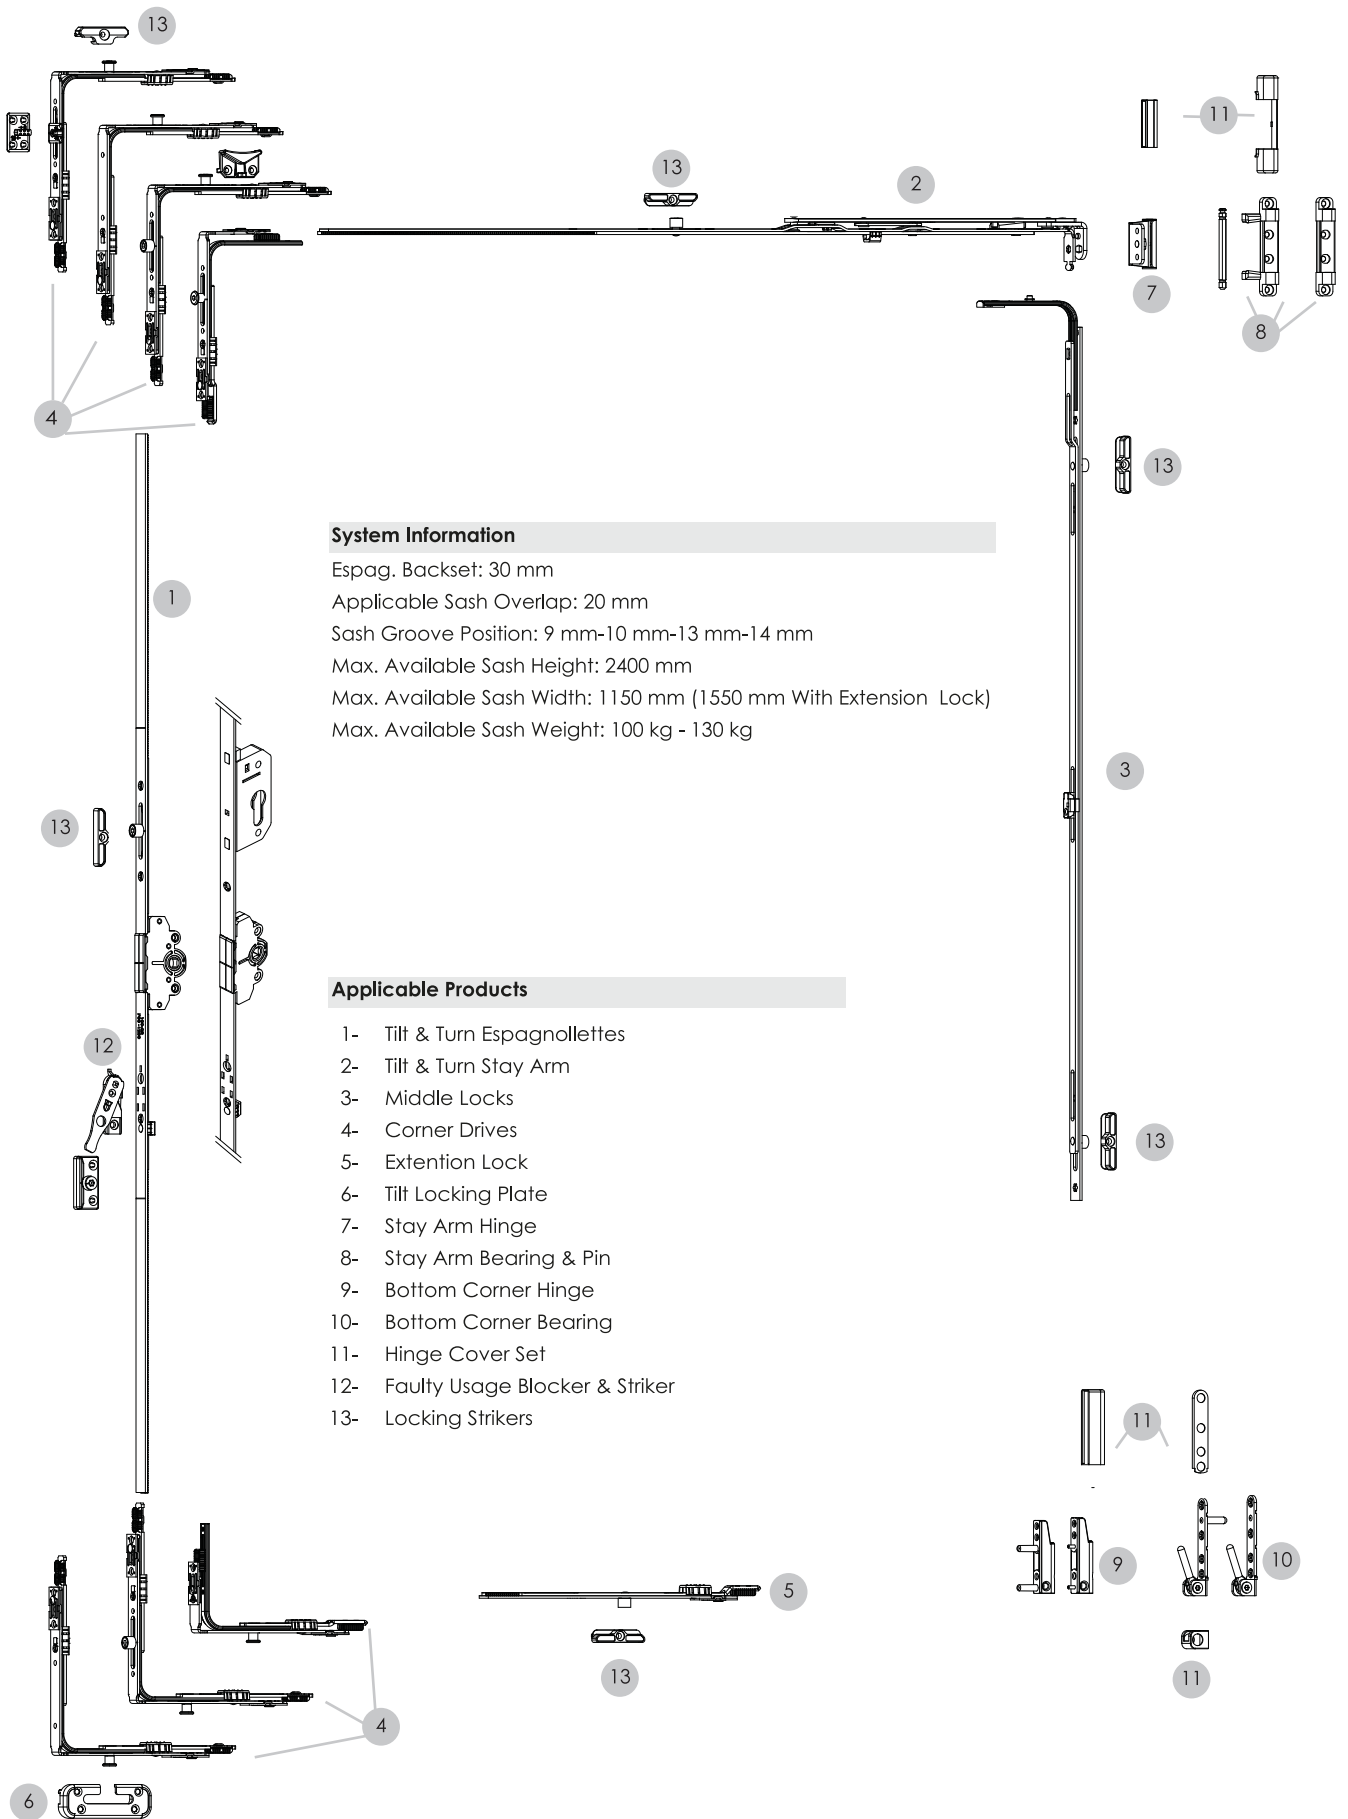 13
11
13
2
7
8
4
13
System Information
Espag. Backset: 30 mm
1
Applicable Sash Overlap: 20 mm
Sash Groove Position: 9 mm-10 mm-13 mm-14 mm
Max. Available Sash Height: 2400 mm
Max. Available Sash Width: 1150 mm (1550 mm With Extension Lock)
Max. Available Sash Weight: 100 kg - 130 kg
3
13
Applicable Products
12
1- Tilt & Turn Espagnollettes
2- Tilt & Turn Stay Arm
3- Middle Locks
4- Corner Drives
5- Extention Lock
6- Tilt Locking Plate
7- Stay Arm Hinge
8- Stay Arm Bearing & Pin
9- Bottom Corner Hinge
10- Bottom Corner Bearing
11- Hinge Cover Set
12- Faulty Usage Blocker & Striker
13- Locking Strikers
13
11
9
10
5
13
11
4
6